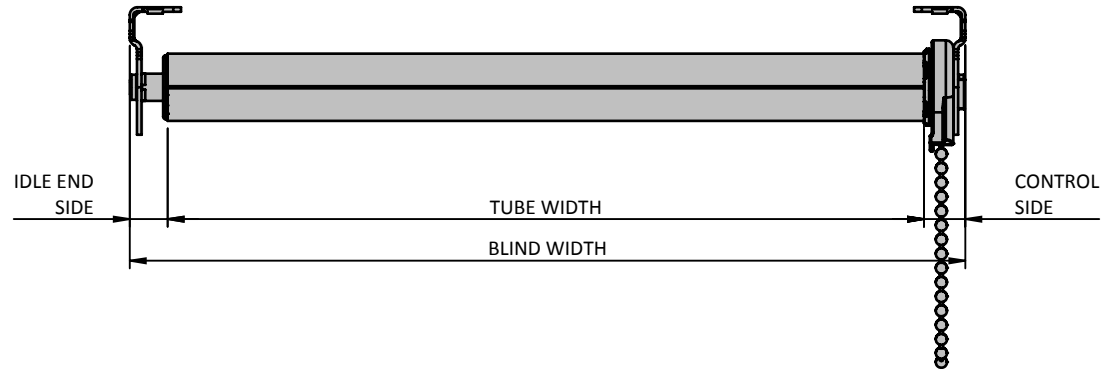 IDLE END
SIDE
TUBE WIDTH
CONTROL
SIDE
BLIND WIDTH